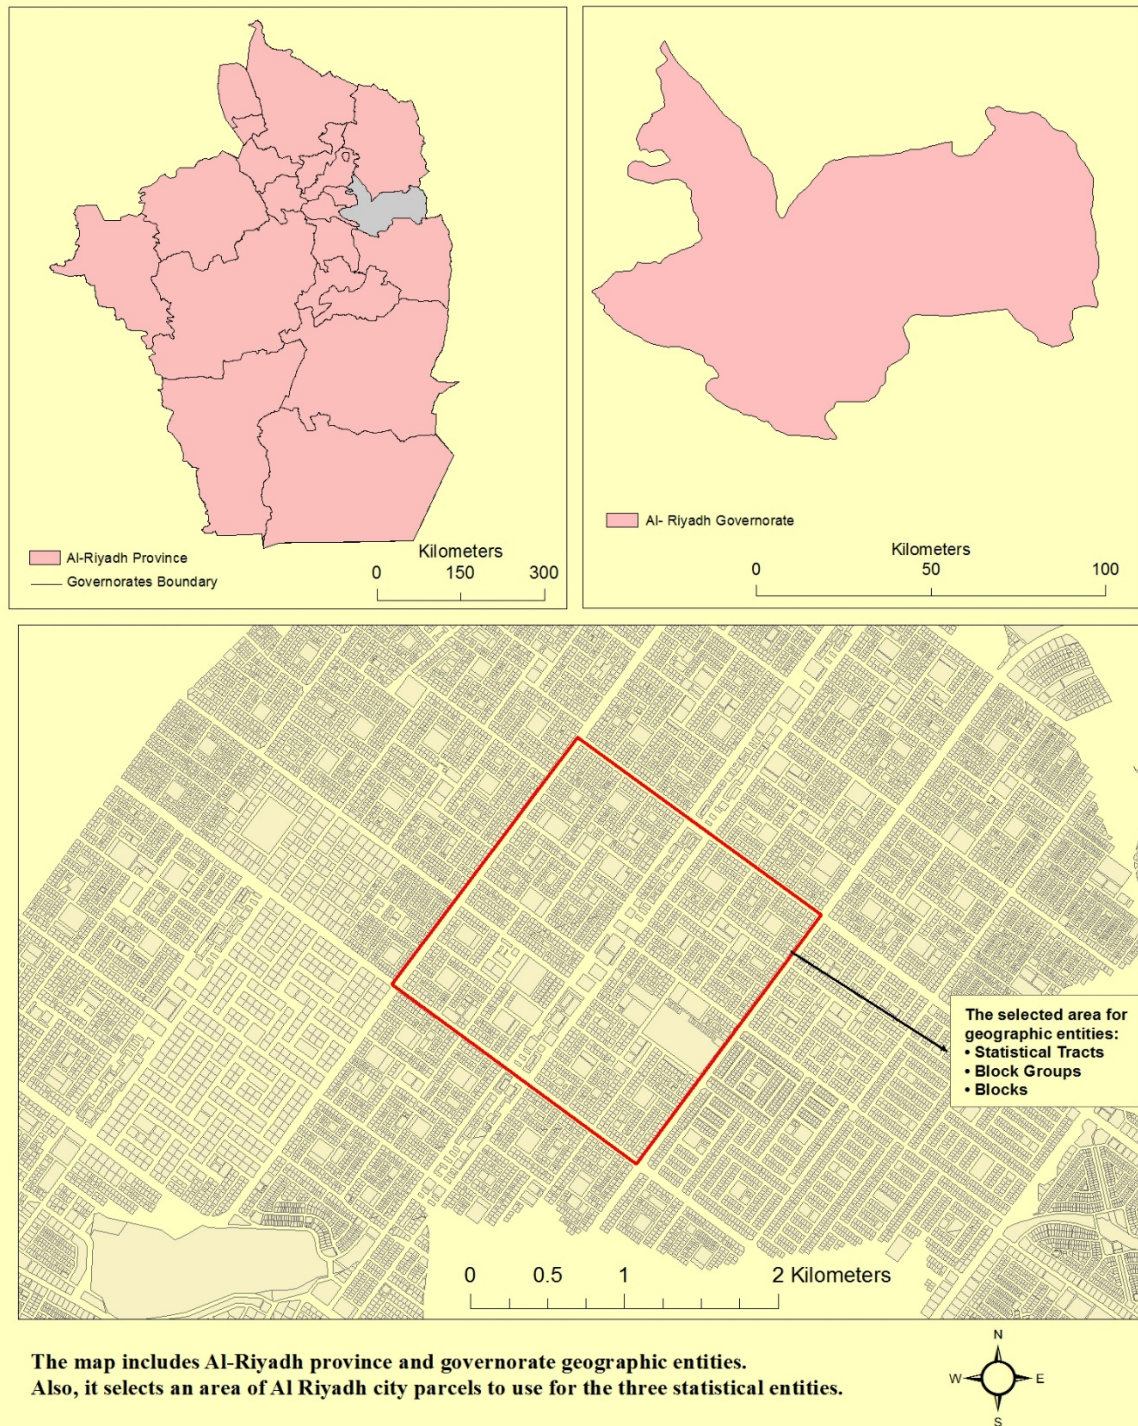 Al-Riyadh Province
Governorates Boundary
Kilometers
0 150 300
Al- Riyadh Governorate
Kilometers
0 50 100
The selected area for
geographic entities:
• Statistical Tracts
• Block Groups
• Blocks
0 0.5 1 2 Kilometers
The map includes Al-Riyadh province and governorate geographic entities.
Also, it selects an area of Al Riyadh city parcels to use for the three statistical entities.
N
W E
S